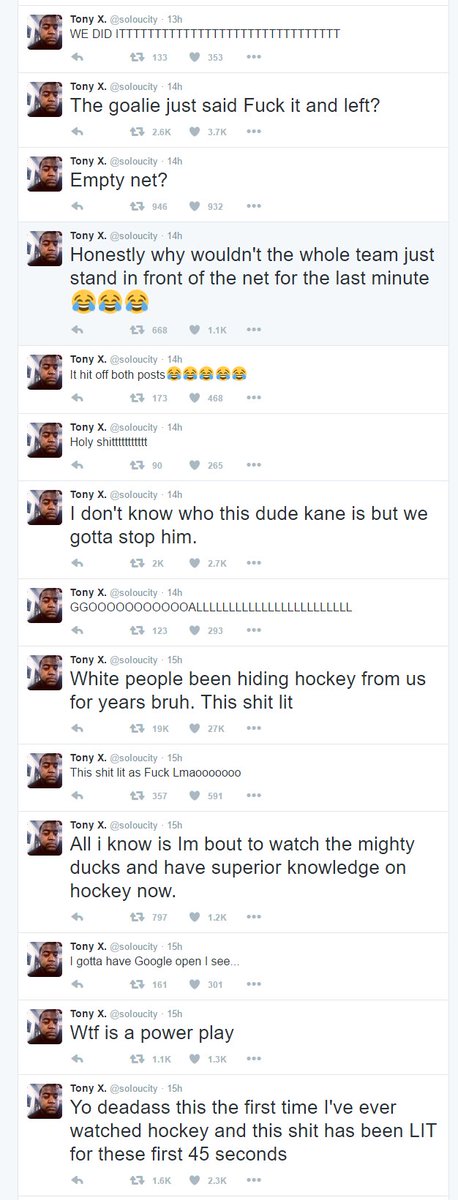 Tony X. @soloucity · 13h
WE DID ITTTTTTTTTTTTTTTTTTTTTTTTTTTTTTT
133 353
Tony X. @soloucity · 14h
The goalie just said Fuck it and left?
2.6K 3.7K
Tony X. @soloucity · 14h
Empty net?
946 932
Tony X. @soloucity · 14h
Honestly why wouldn't the whole team just
stand in front of the net for the last minute
😂😂😂
668 1.1K
Tony X. @soloucity · 14h
It hit off both posts😂😂😂😂😂
173 468
Tony X. @soloucity · 14h
Holy shittttttttttt
90 265
Tony X. @soloucity · 14h
I don't know who this dude kane is but we
gotta stop him.
2K 2.7K
Tony X. @soloucity · 14h
GGOOOOOOOOOOOALLLLLLLLLLLLLLLLLLLLLLLL
123 293
Tony X. @soloucity · 15h
White people been hiding hockey from us
for years bruh. This shit lit
19K 27K
Tony X. @soloucity · 15h
This shit lit as Fuck Lmaooooooo
357 591
Tony X. @soloucity · 15h
All i know is Im bout to watch the mighty
ducks and have superior knowledge on
hockey now.
797 1.2K
Tony X. @soloucity · 15h
I gotta have Google open I see...
161 301
Tony X. @soloucity · 15h
Wtf is a power play
1.1K 1.3K
Tony X. @soloucity · 15h
Yo deadass this the first time I've ever
watched hockey and this shit has been LIT
for these first 45 seconds
1.6K 2.3K